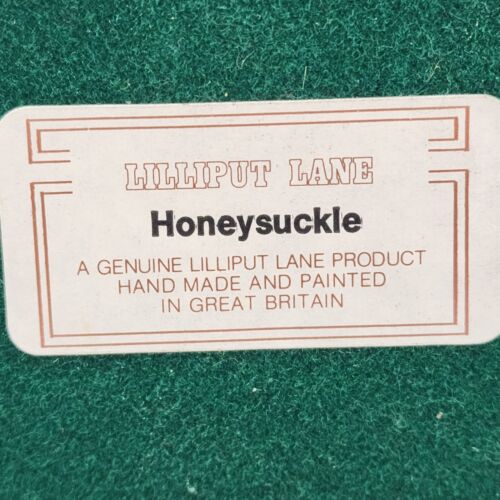 LILLIPUT LANE
Honeysuckle
A GENUINE LILLIPUT LANE PRODUCT
HAND MADE AND PAINTED
IN GREAT BRITAIN